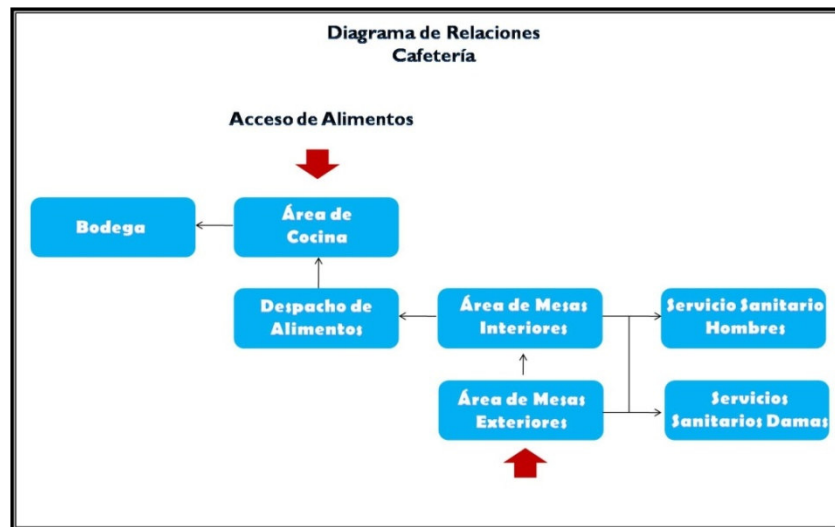 Diagrama de Relaciones
Cafetería
Acceso de Alimentos
Bodega
Área de
Cocina
Despacho de
Alimentos
Área de Mesas
Interiores
Servicio Sanitario
Hombres
Área de Mesas
Exteriores
Servicios
Sanitarios Damas